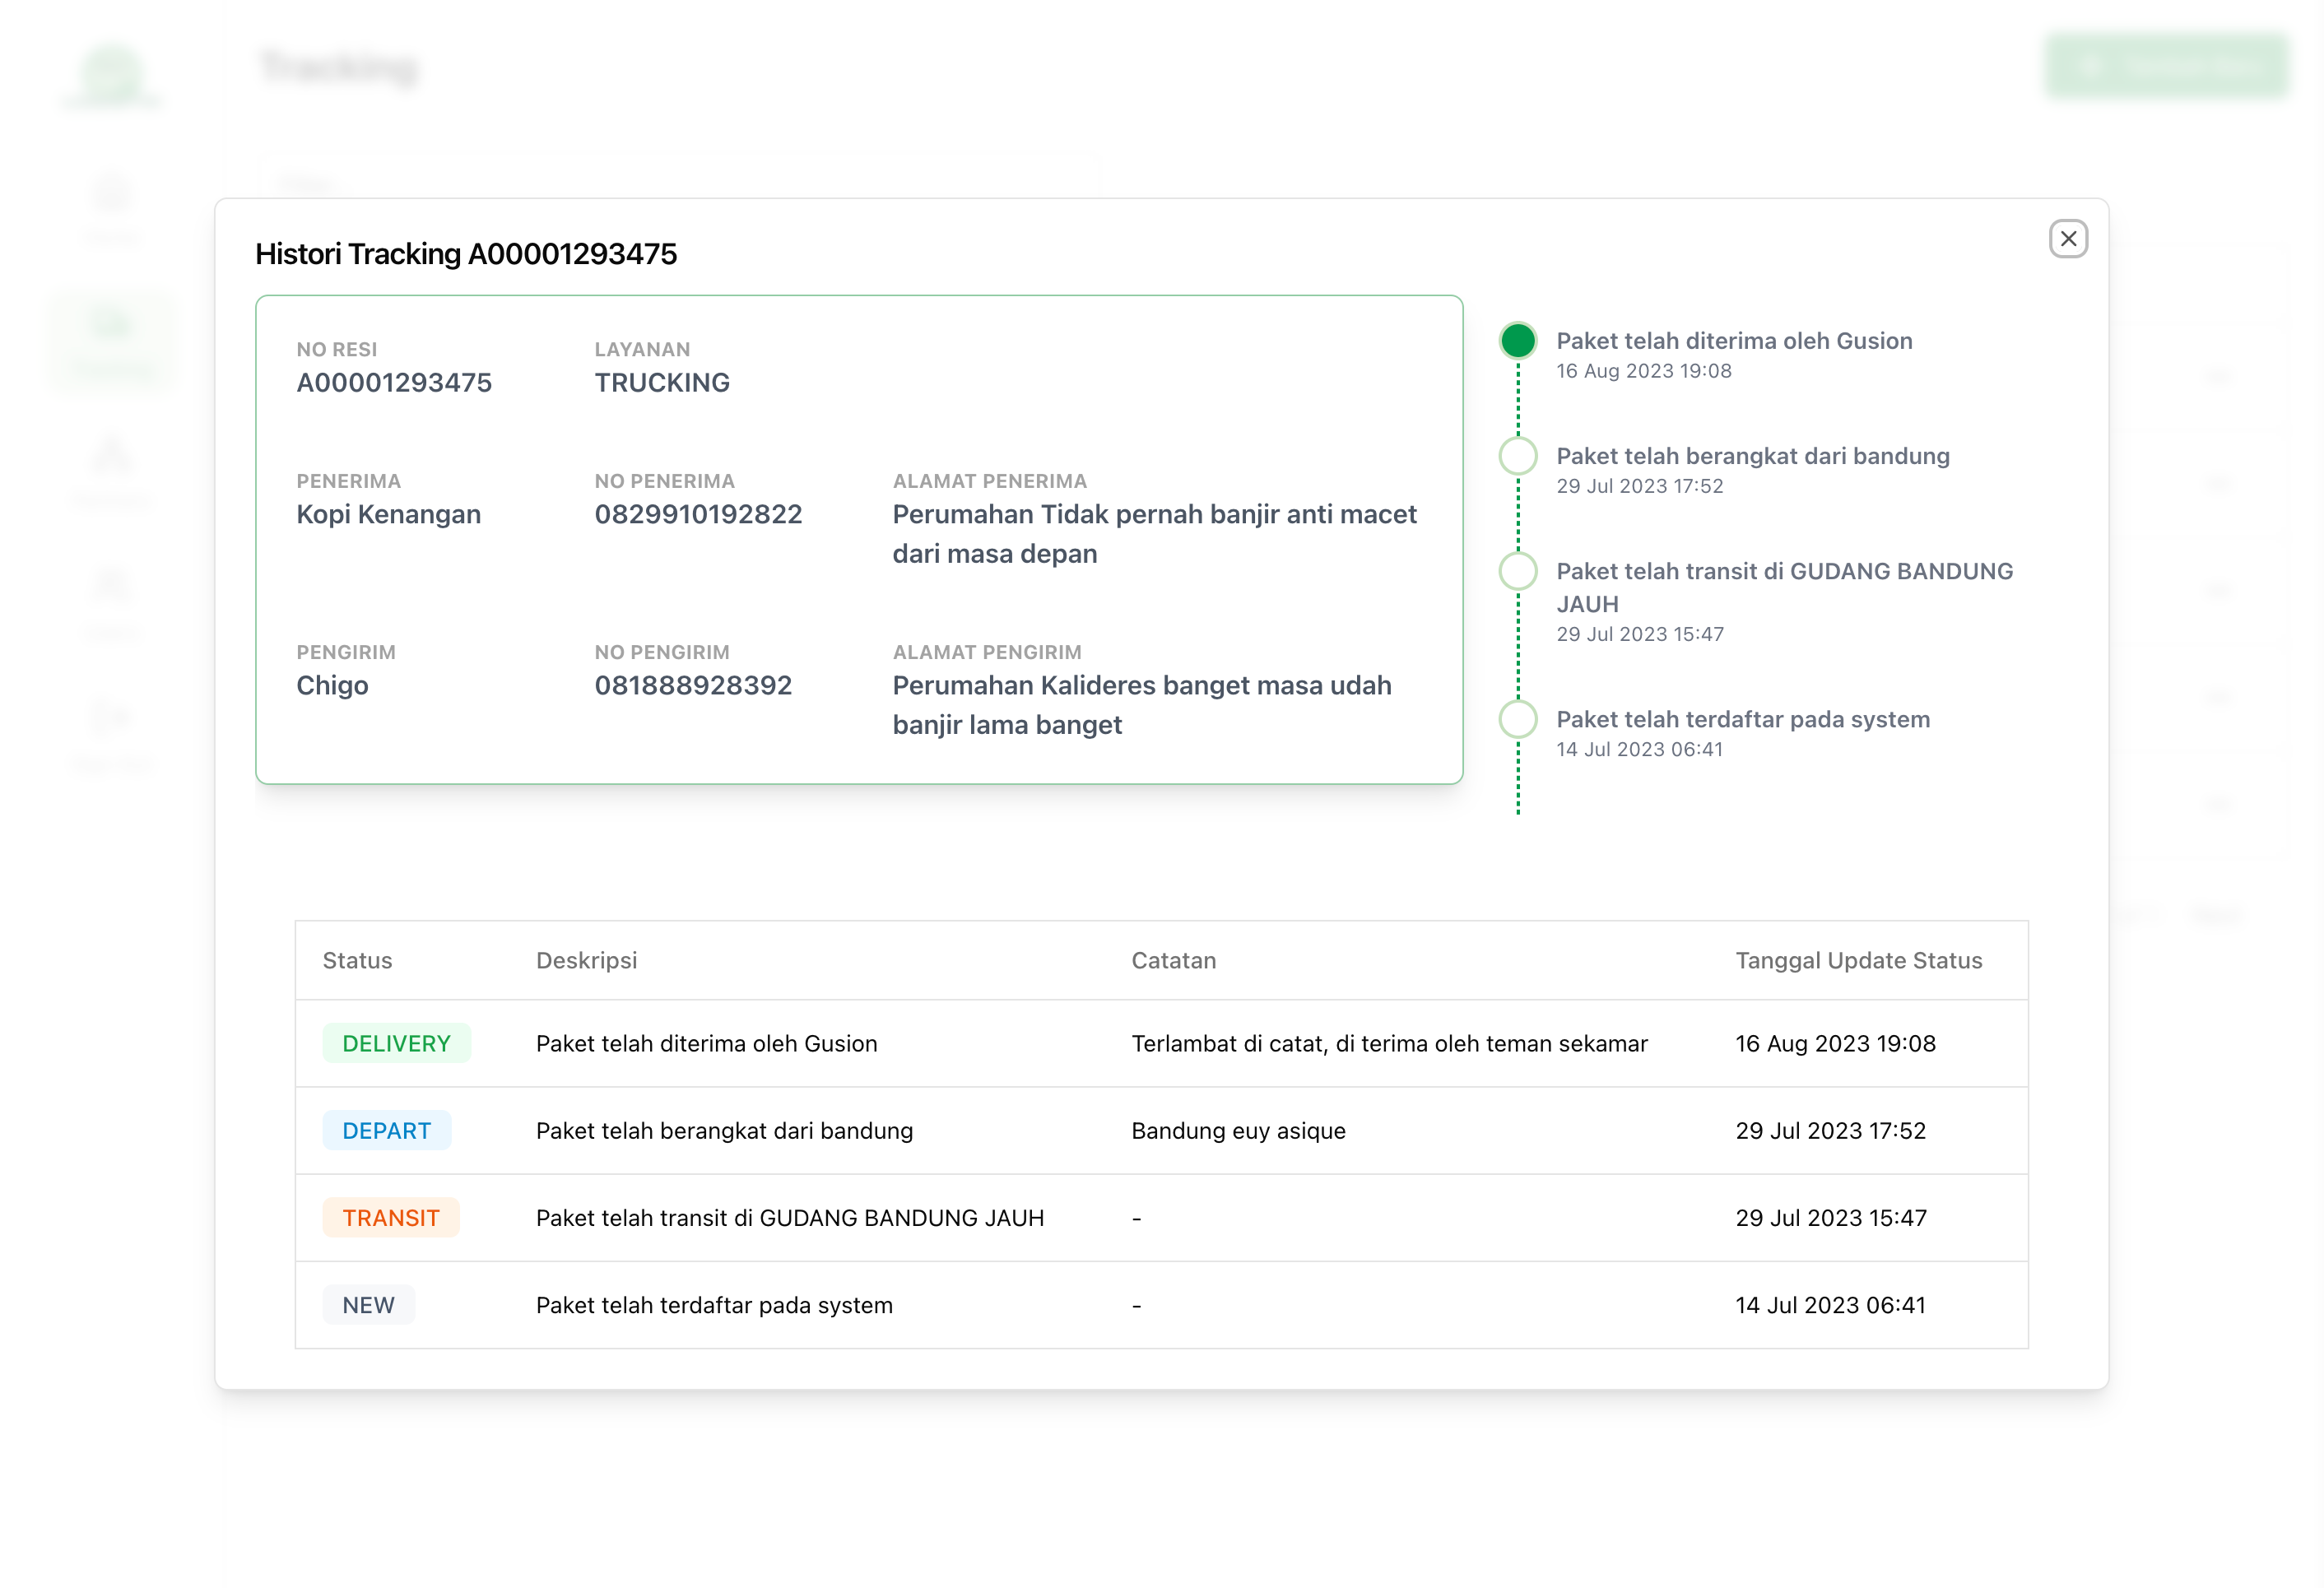 Tracking
Histori Tracking A00001293475
NO RESI
A00001293475
LAYANAN
TRUCKING
PENERIMA
Kopi Kenangan
NO PENERIMA
0829910192822
ALAMAT PENERIMA
Perumahan Tidak pernah banjir anti macet
dari masa depan
PENGIRIM
Chigo
NO PENGIRIM
081888928392
ALAMAT PENGIRIM
Perumahan Kalideres banget masa udah
banjir lama banget
Paket telah diterima oleh Gusion
16 Aug 2023 19:08
Paket telah berangkat dari bandung
29 Jul 2023 17:52
Paket telah transit di GUDANG BANDUNG
JAUH
29 Jul 2023 15:47
Paket telah terdaftar pada system
14 Jul 2023 06:41
Status Deskripsi Catatan Tanggal Update Status
DELIVERY Paket telah diterima oleh Gusion Terlambat di catat, di terima oleh teman sekamar 16 Aug 2023 19:08
DEPART Paket telah berangkat dari bandung Bandung euy asique 29 Jul 2023 17:52
TRANSIT Paket telah transit di GUDANG BANDUNG JAUH - 29 Jul 2023 15:47
NEW Paket telah terdaftar pada system - 14 Jul 2023 06:41